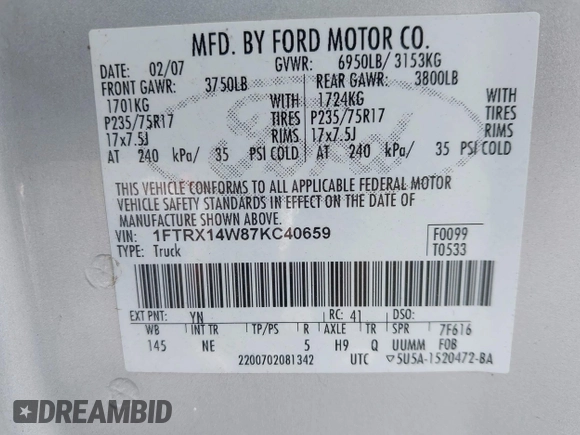 MFD. BY FORD MOTOR CO.
DATE: 02/07 GVWR: 6950LB/ 3153KG
FRONT GAWR: 3750LB REAR GAWR: 3800LB
1701KG WITH 1724KG WITH
P235/75R17 TIRES P235/75R17 TIRES
17x7.5J RIMS 17x7.5J RIMS
AT 240 kPa/ 35 PSI COLD AT 240 kPa/ 35 PSI COLD
THIS VEHICLE CONFORMS TO ALL APPLICABLE FEDERAL MOTOR
VEHICLE SAFETY STANDARDS IN EFFECT ON THE DATE OF
MANUFACTURE SHOWN ABOVE.
VIN: 1FTRX14W87KC40659 F0099
TYPE: Truck T0533
EXT PNT: YN RC: 41 DSO:
WB INT TR TP/PS R AXLE TR SPR 7F616
145 NE 5 H9 Q UUMM F0B
2200702081342 UTC ▽5U5A-1520472-BA
Ford
DREAMBID